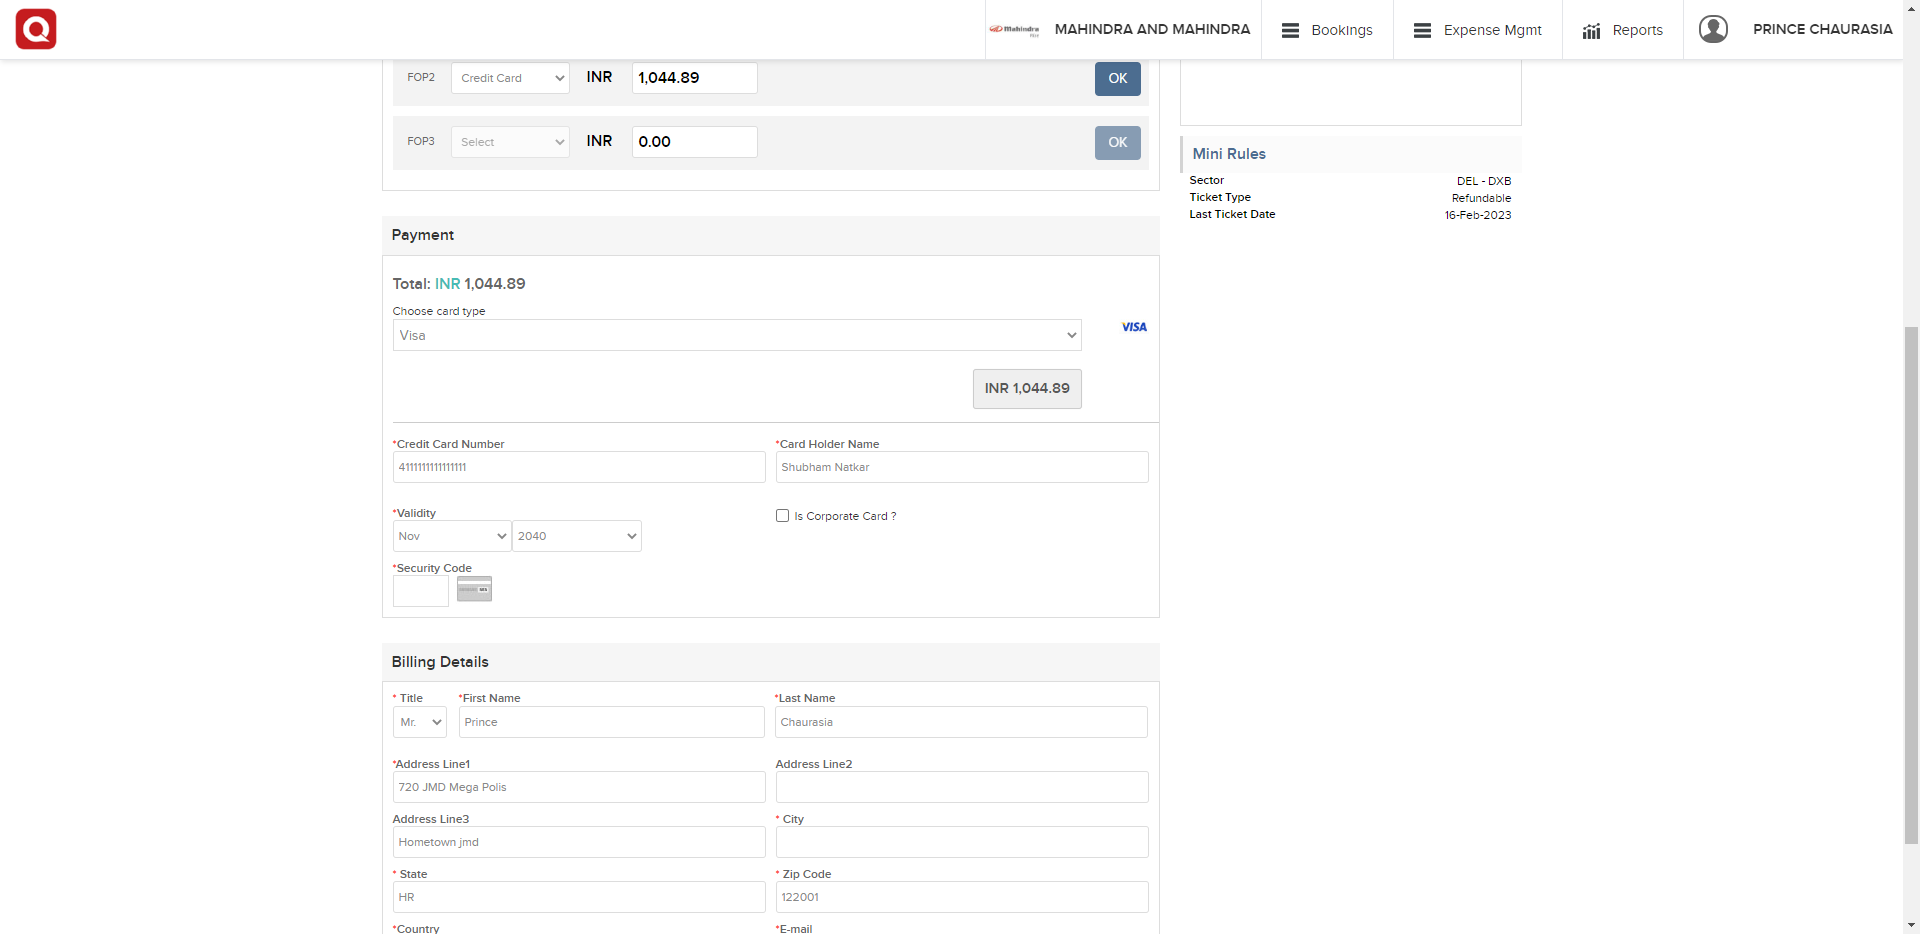 Mahindra
MAHINDRA AND MAHINDRA
Bookings
Expense Mgmt
Reports
PRINCE CHAURASIA
FOP2 Credit Card INR 1,044.89 OK
FOP3 Select INR 0.00 OK
Mini Rules
Sector DEL - DXB
Ticket Type Refundable
Last Ticket Date 16-Feb-2023
Payment
Total: INR 1,044.89
Choose card type
Visa
VISA
INR 1,044.89
*Credit Card Number *Card Holder Name
4111111111111111 Shubham Natkar
*Validity
Is Corporate Card ?
Nov 2040
*Security Code
Billing Details
* Title *First Name *Last Name
Mr. Prince Chaurasia
*Address Line1 Address Line2
720 JMD Mega Polis
Address Line3 * City
Hometown jmd
* State * Zip Code
HR 122001
*Country *E-mail